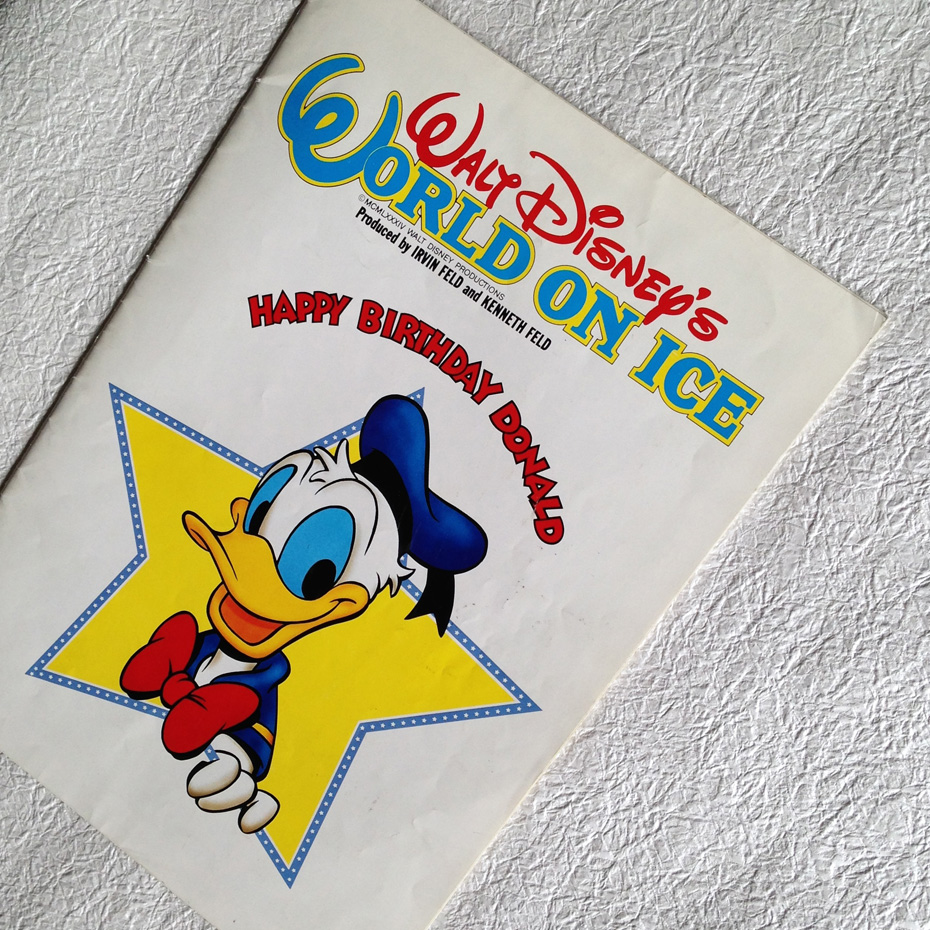 WALT DISNEY'S
WORLD ON ICE
©MCMLXXXIV WALT DISNEY PRODUCTIONS
Produced by IRVIN FELD and KENNETH FELD
HAPPY BIRTHDAY DONALD